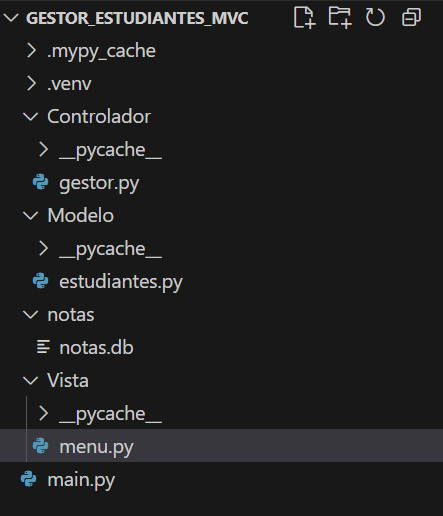 GESTOR_ESTUDIANTES_MVC
.mypy_cache
.venv
Controlador
__pycache__
gestor.py
Modelo
__pycache__
estudiantes.py
notas
notas.db
Vista
__pycache__
menu.py
main.py